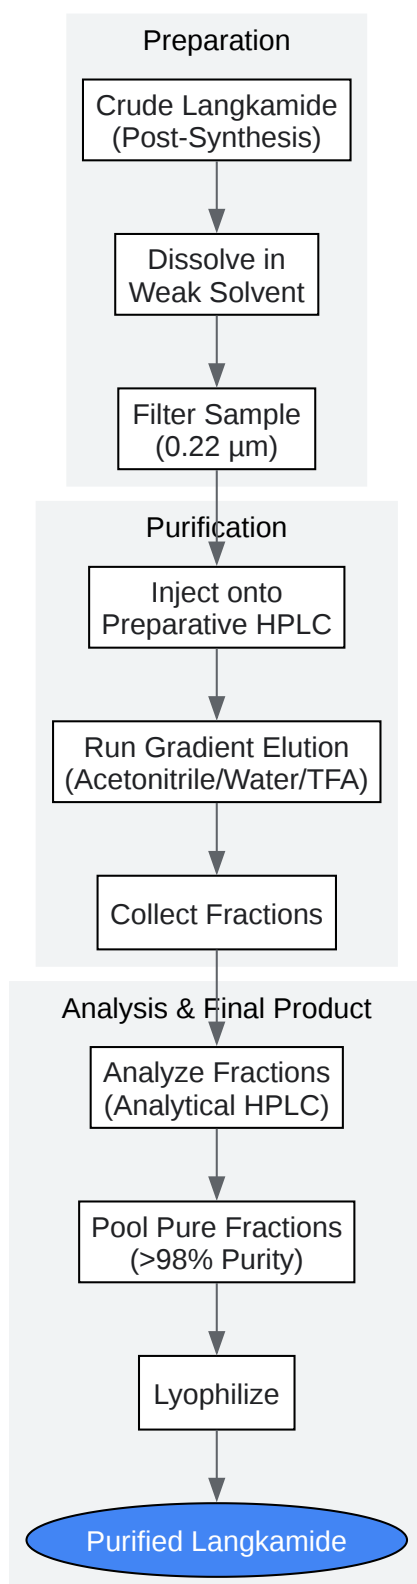 Preparation
Crude Langkamide
(Post-Synthesis)
Dissolve in
Weak Solvent
Filter Sample
(0.22 µm)
Purification
Inject onto
Preparative HPLC
Run Gradient Elution
(Acetonitrile/Water/TFA)
Collect Fractions
Analysis & Final Product
Analyze Fractions
(Analytical HPLC)
Pool Pure Fractions
(>98% Purity)
Lyophilize
Purified Langkamide